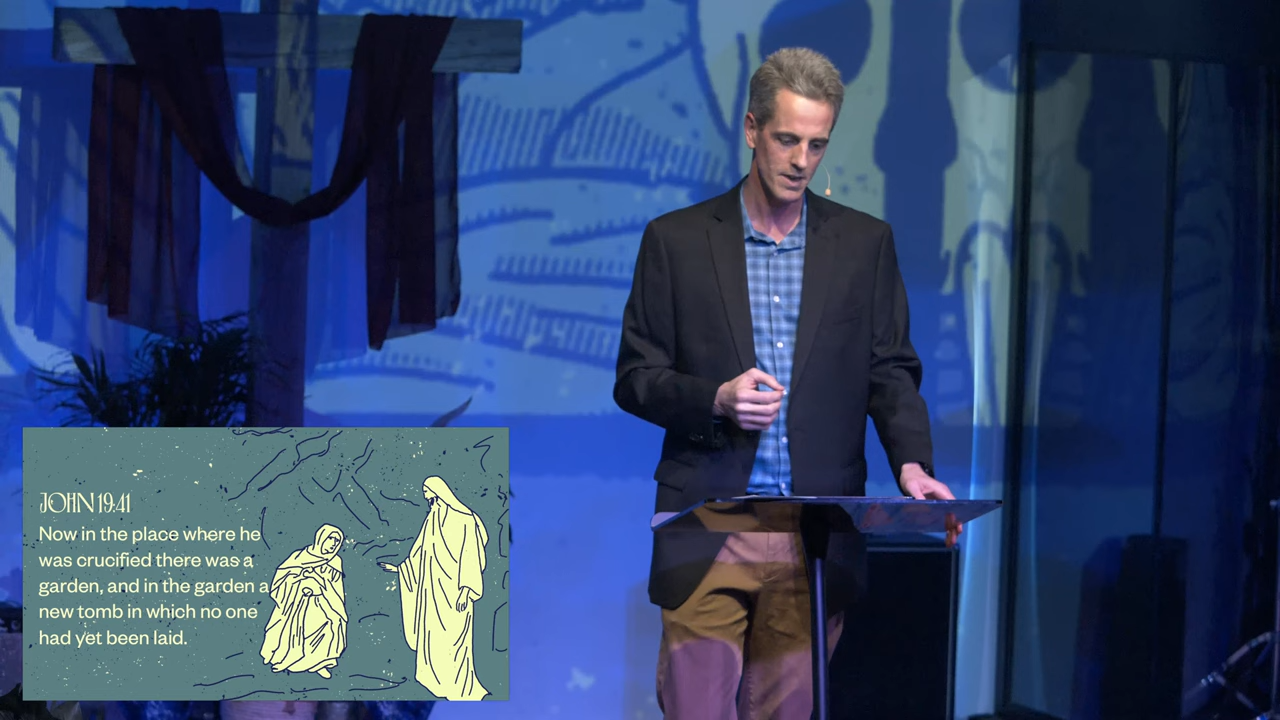 JOHN 19:41
Now in the place where he
was crucified there was a
garden, and in the garden a
new tomb in which no one
had yet been laid.